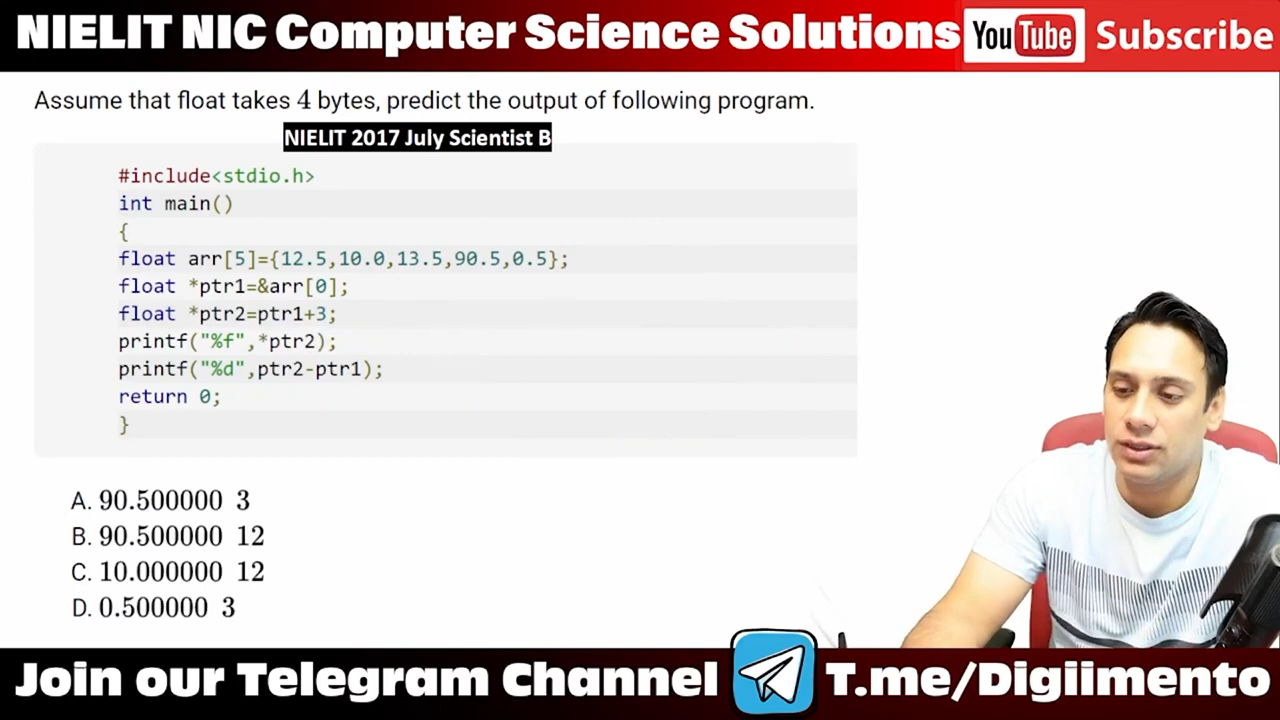 NIELIT NIC Computer Science Solutions YouTube Subscribe
Assume that float takes 4 bytes, predict the output of following program.
NIELIT 2017 July Scientist B
#include<stdio.h>
int main()
{
float arr[5]={12.5,10.0,13.5,90.5,0.5};
float *ptr1=&arr[0];
float *ptr2=ptr1+3;
printf("%f",*ptr2);
printf("%d",ptr2-ptr1);
return 0;
}
A. 90.500000 3
B. 90.500000 12
C. 10.000000 12
D. 0.500000 3
Join our Telegram Channel T.me/Digiimento